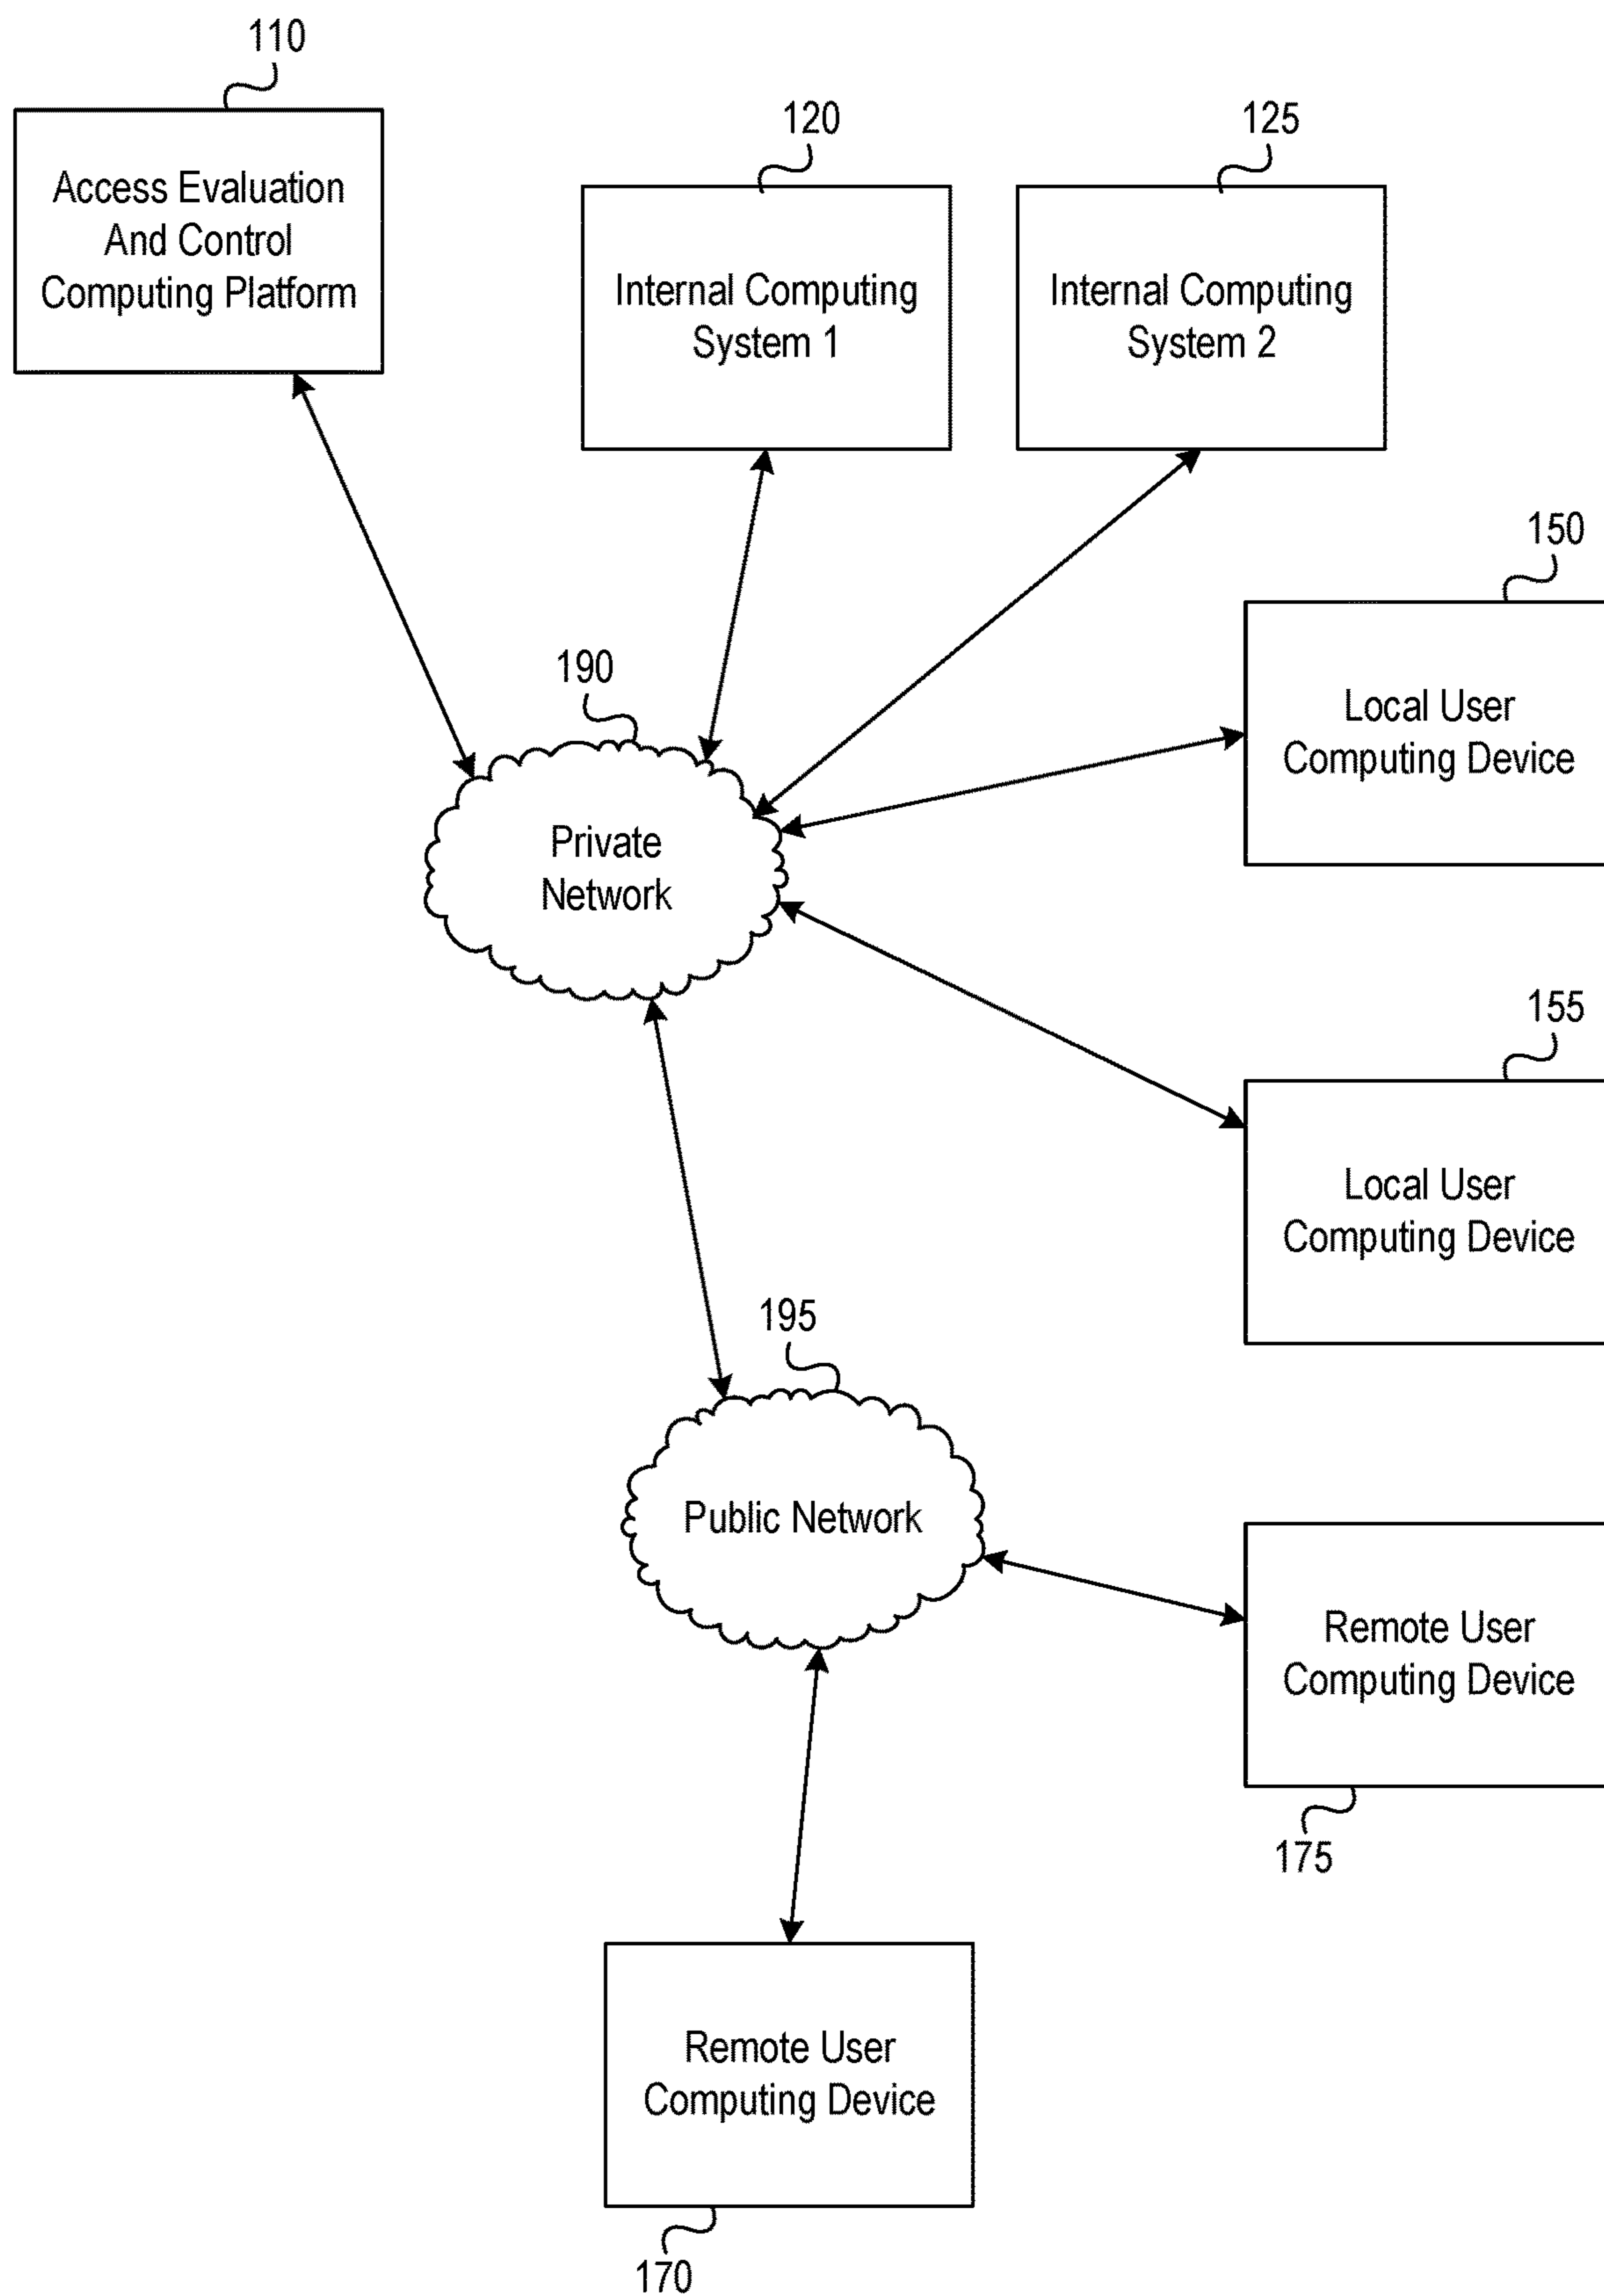 110
Access Evaluation
And Control
Computing Platform
120
Internal Computing
System 1
125
Internal Computing
System 2
150
Local User
Computing Device
190
Private
Network
155
Local User
Computing Device
195
Public Network
Remote User
Computing Device
175
Remote User
Computing Device
170